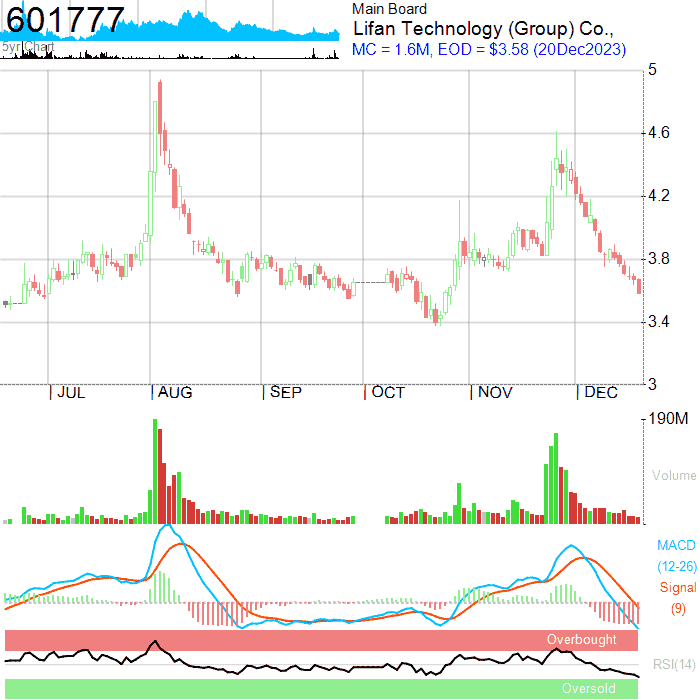 601777
5yr Chart
Main Board
Lifan Technology (Group) Co.,
MC = 1.6M, EOD = $3.58 (20Dec2023)
5
4.6
4.2
3.8
3.4
3
JUL AUG SEP OCT NOV DEC
190M
Volume
MACD
(12-26)
Signal
(9)
Overbought
RSI(14)
Oversold